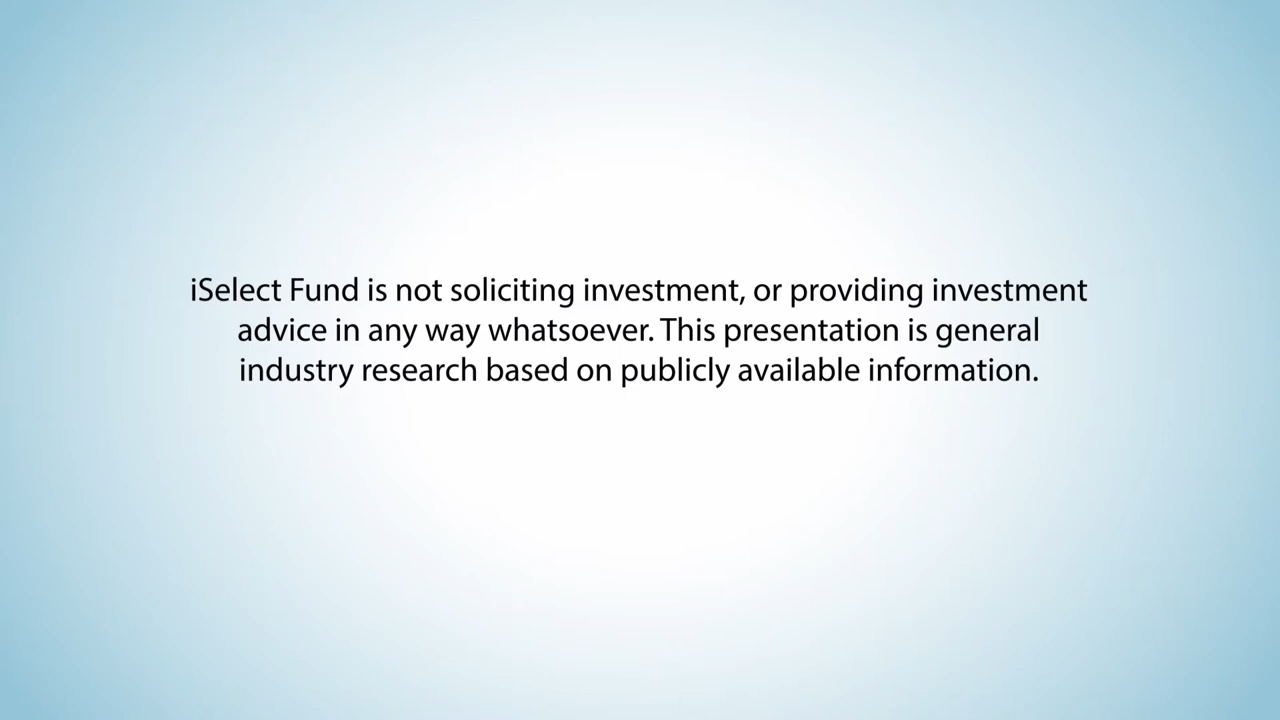 iSelect Fund is not soliciting investment, or providing investment
advice in any way whatsoever. This presentation is general
industry research based on publicly available information.